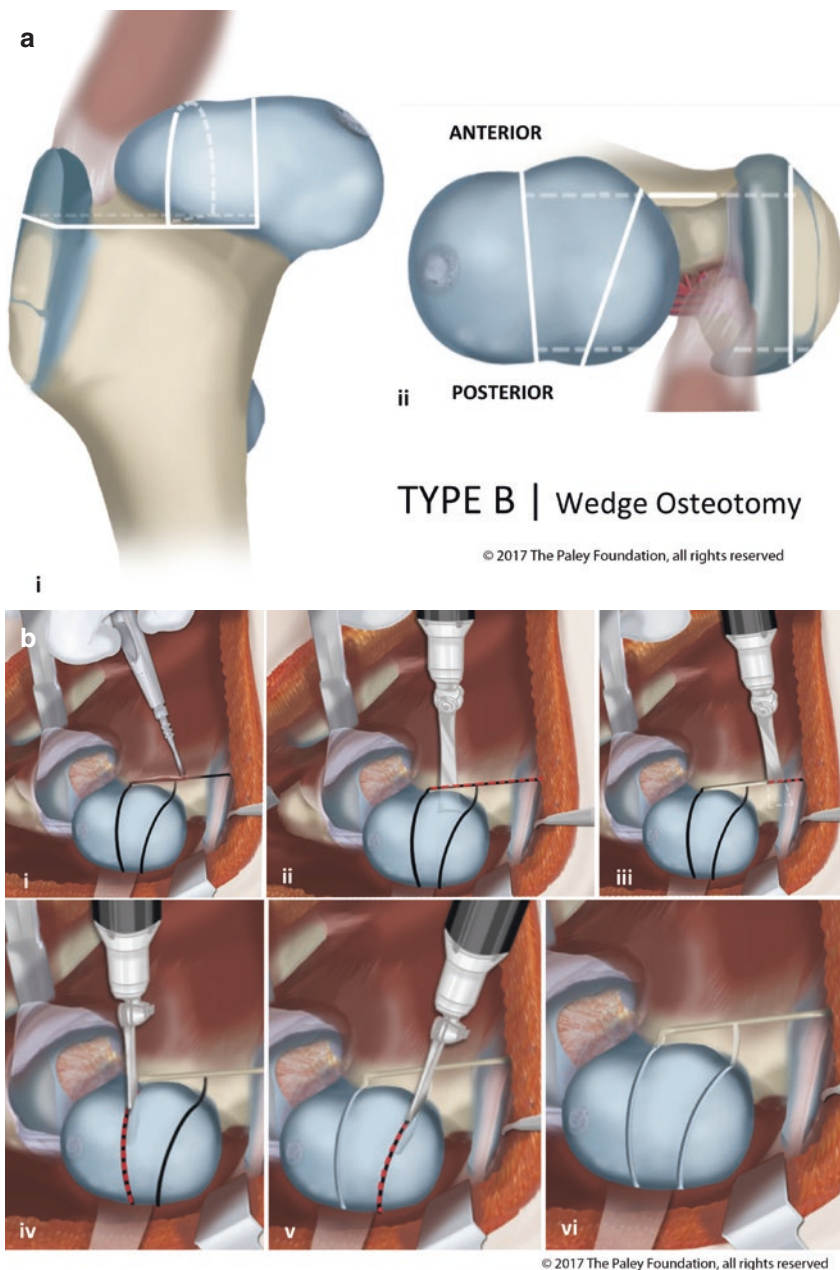 a
ANTERIOR
POSTERIOR
ii
TYPE B | Wedge Osteotomy
© 2017 The Paley Foundation, all rights reserved
i
b
i
ii
iii
iv
v
vi
© 2017 The Paley Foundation, all rights reserved